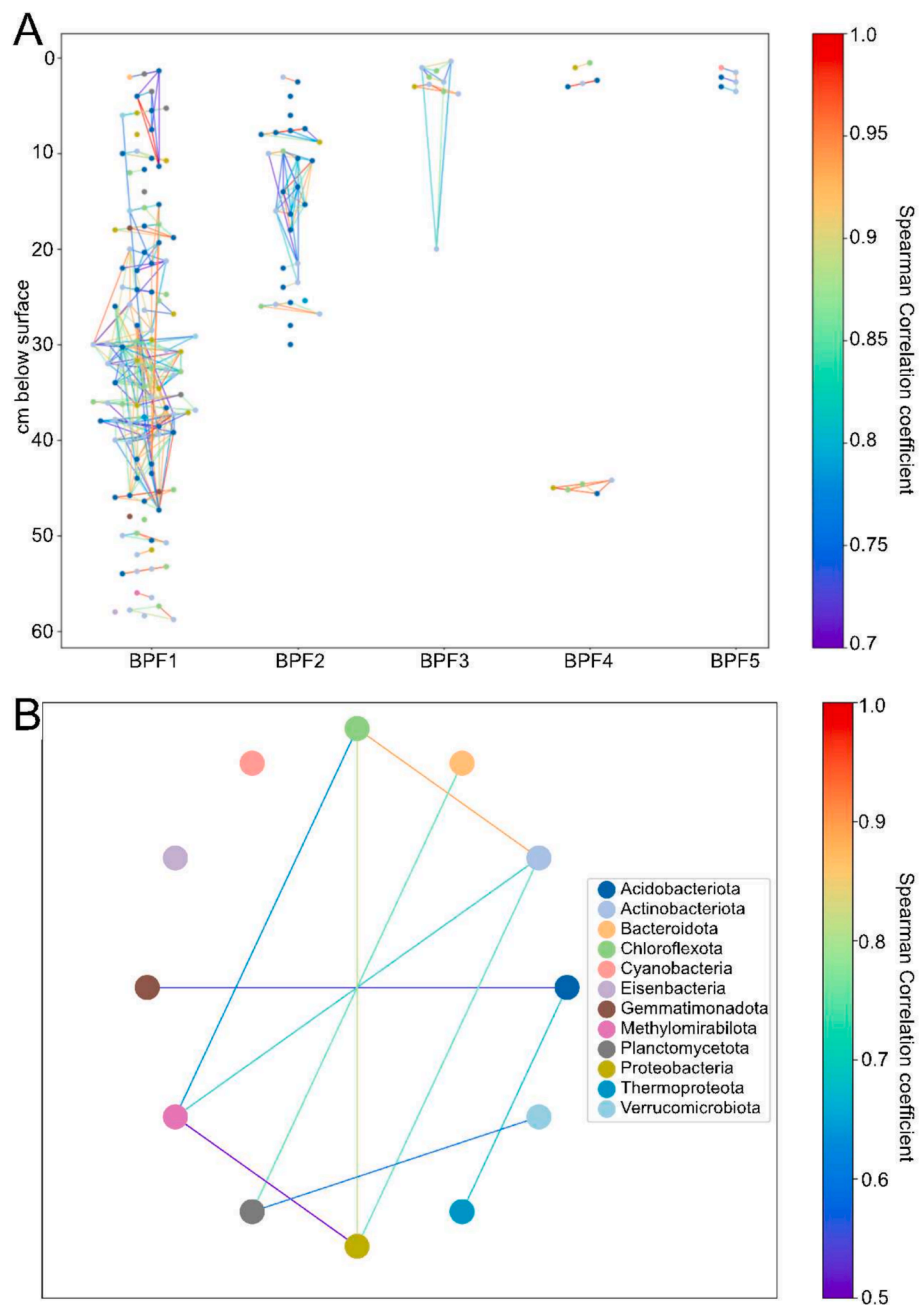 A
0
10
20
30
40
50
60
cm below surface
BPF1
BPF2
BPF3
BPF4
BPF5
1.0
0.95
0.9
0.85
0.8
0.75
0.7
Spearman Correlation coefficient
B
Acidobacteriota
Actinobacteriota
Bacteroidota
Chloroflexota
Cyanobacteria
Eisenbacteria
Gemmatimonadota
Methylomirabilota
Planctomycetota
Proteobacteria
Thermoproteota
Verrucomicrobiota
1.0
0.9
0.8
0.7
0.6
0.5
Spearman Correlation coefficient